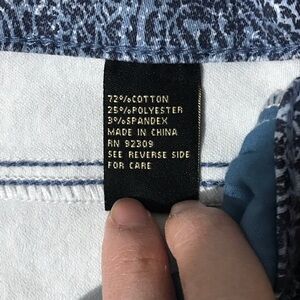 72%COTTON
25%POLYESTER
3%SPANDEX
MADE IN CHINA
RN 92309
SEE REVERSE SIDE
FOR CARE